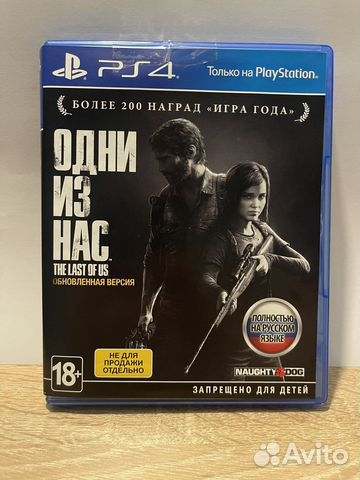 PS4
Только на PlayStation®
БОЛЕЕ 200 НАГРАД «ИГРА ГОДА»
ОДНИ
ИЗ
НАС™
THE LAST OF US
ОБНОВЛЕННАЯ ВЕРСИЯ
ПОЛНОСТЬЮ
НА РУССКОМ
ЯЗЫКЕ
НЕ ДЛЯ
ПРОДАЖИ
ОТДЕЛЬНО
18+
NAUGHTY DOG
ЗАПРЕЩЕНО ДЛЯ ДЕТЕЙ
Avito